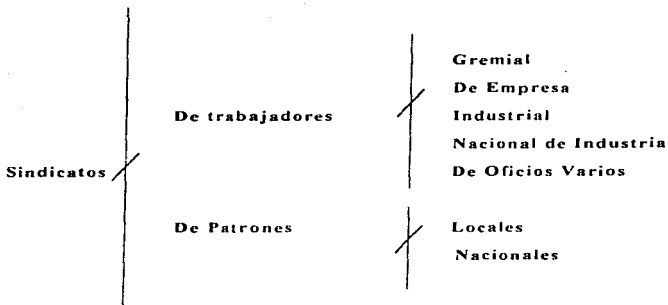 Gremial
De Empresa
De trabajadores
Industrial
Nacional de Industria
Sindicatos
De Oficios Varios
De Patrones
Locales
Nacionales